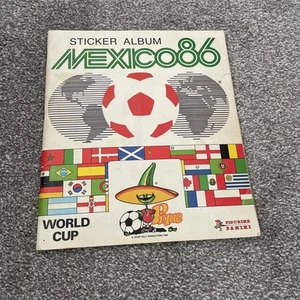 STICKER ALBUM
MEXICO86
Pique
WORLD
CUP
FIGURINE
PANINI